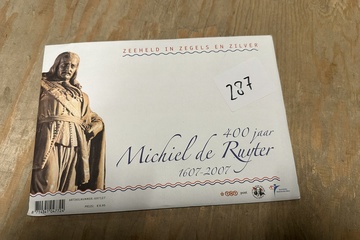 ZEEHELD IN ZEGELS EN ZILVER
287
400 jaar
Michiel de Ruyter
1607-2007